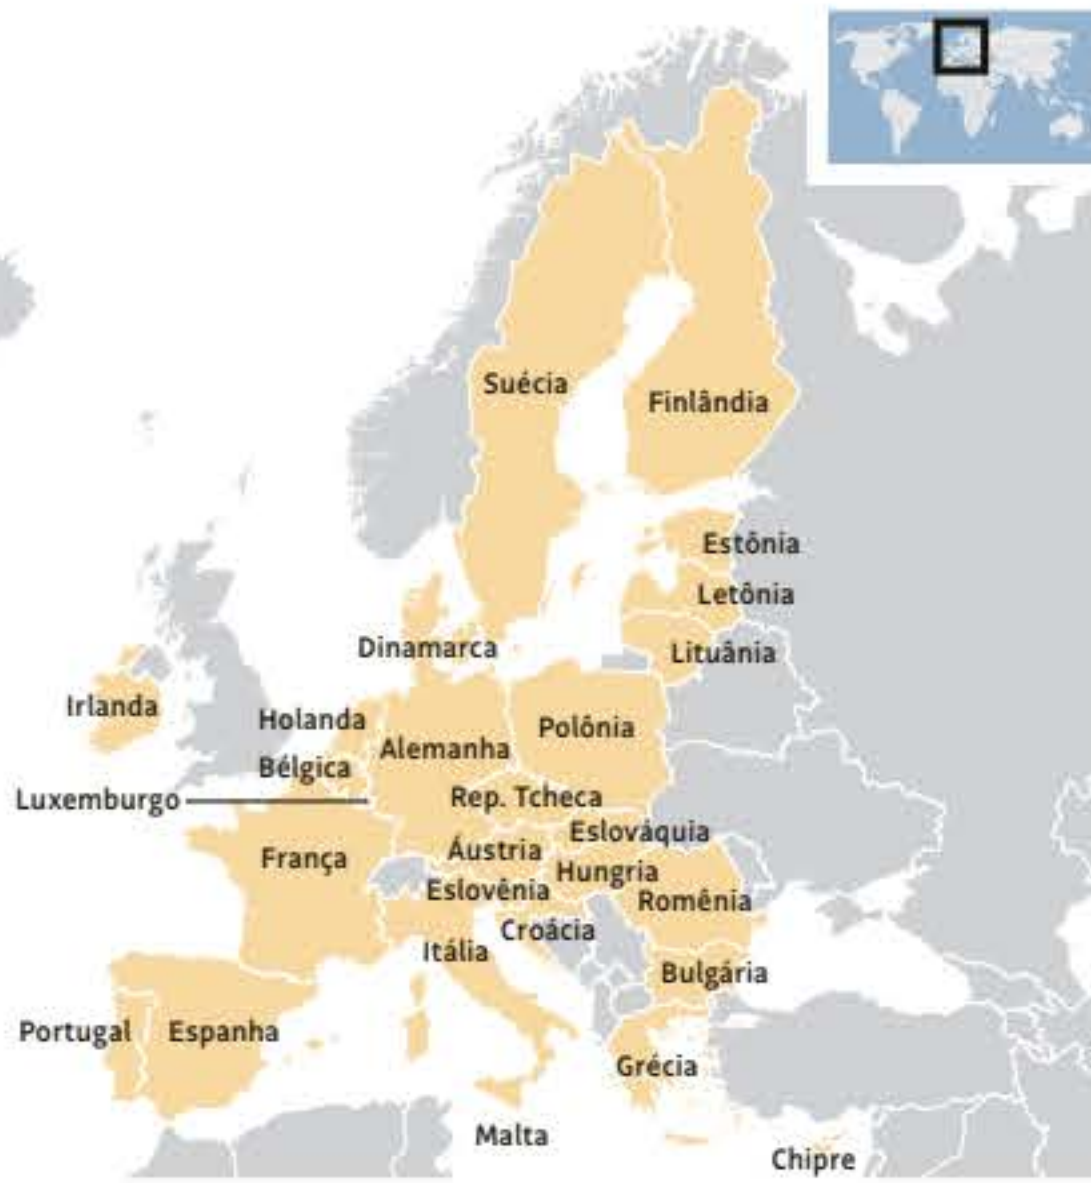 Suécia
Finlândia
Estônia
Letônia
Dinamarca
Lituânia
Irlanda
Holanda
Polônia
Alemanha
Bélgica
Luxemburgo
Rep. Tcheca
Eslováquia
Áustria
França
Hungria
Eslovênia
Romênia
Croácia
Itália
Bulgária
Portugal
Espanha
Grécia
Malta
Chipre